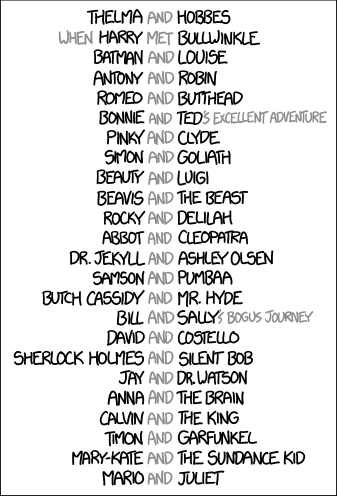 THELMA AND HOBBES
WHEN HARRY MET BULLWINKLE
BATMAN AND LOUISE
ANTONY AND ROBIN
ROMEO AND BUTTHEAD
BONNIE AND TED'S EXCELLENT ADVENTURE
PINKY AND CLYDE
SIMON AND GOLIATH
BEAUTY AND LUIGI
BEAVIS AND THE BEAST
ROCKY AND DELILAH
ABBOT AND CLEOPATRA
DR. JEKYLL AND ASHLEY OLSEN
SAMSON AND PUMBAA
BUTCH CASSIDY AND MR. HYDE
BILL AND SALLY'S BOGUS JOURNEY
DAVID AND COSTELLO
SHERLOCK HOLMES AND SILENT BOB
JAY AND DR. WATSON
ANNA AND THE BRAIN
CALVIN AND THE KING
TIMON AND GARFUNKEL
MARY-KATE AND THE SUNDANCE KID
MARIO AND JULIET